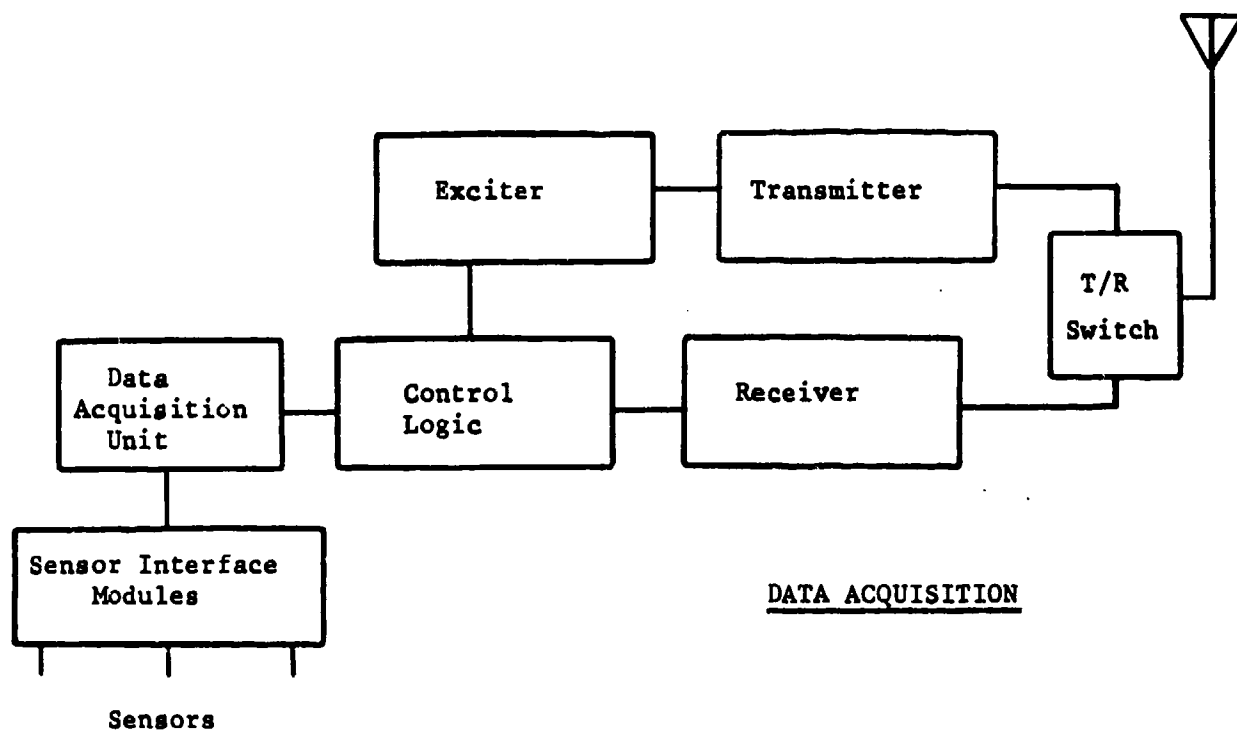 Exciter
Transmitter
T/R
Switch
Data
Acquisition
Unit
Control
Logic
Receiver
Sensor Interface
Modules
DATA ACQUISITION
Sensors